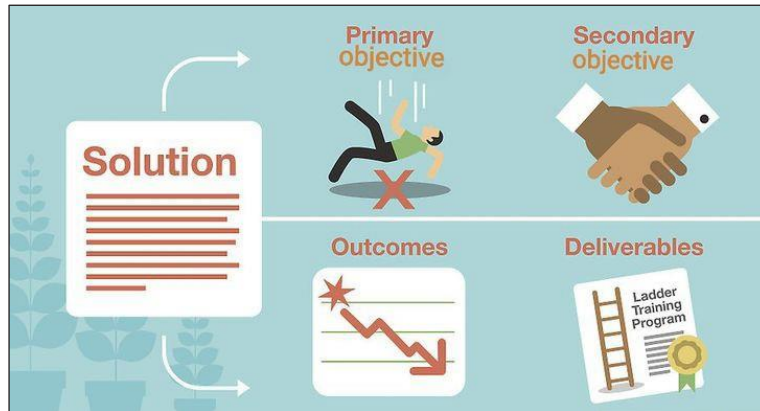 Primary
objective
Secondary
objective
Solution
Outcomes
Deliverables
Ladder
Training
Program